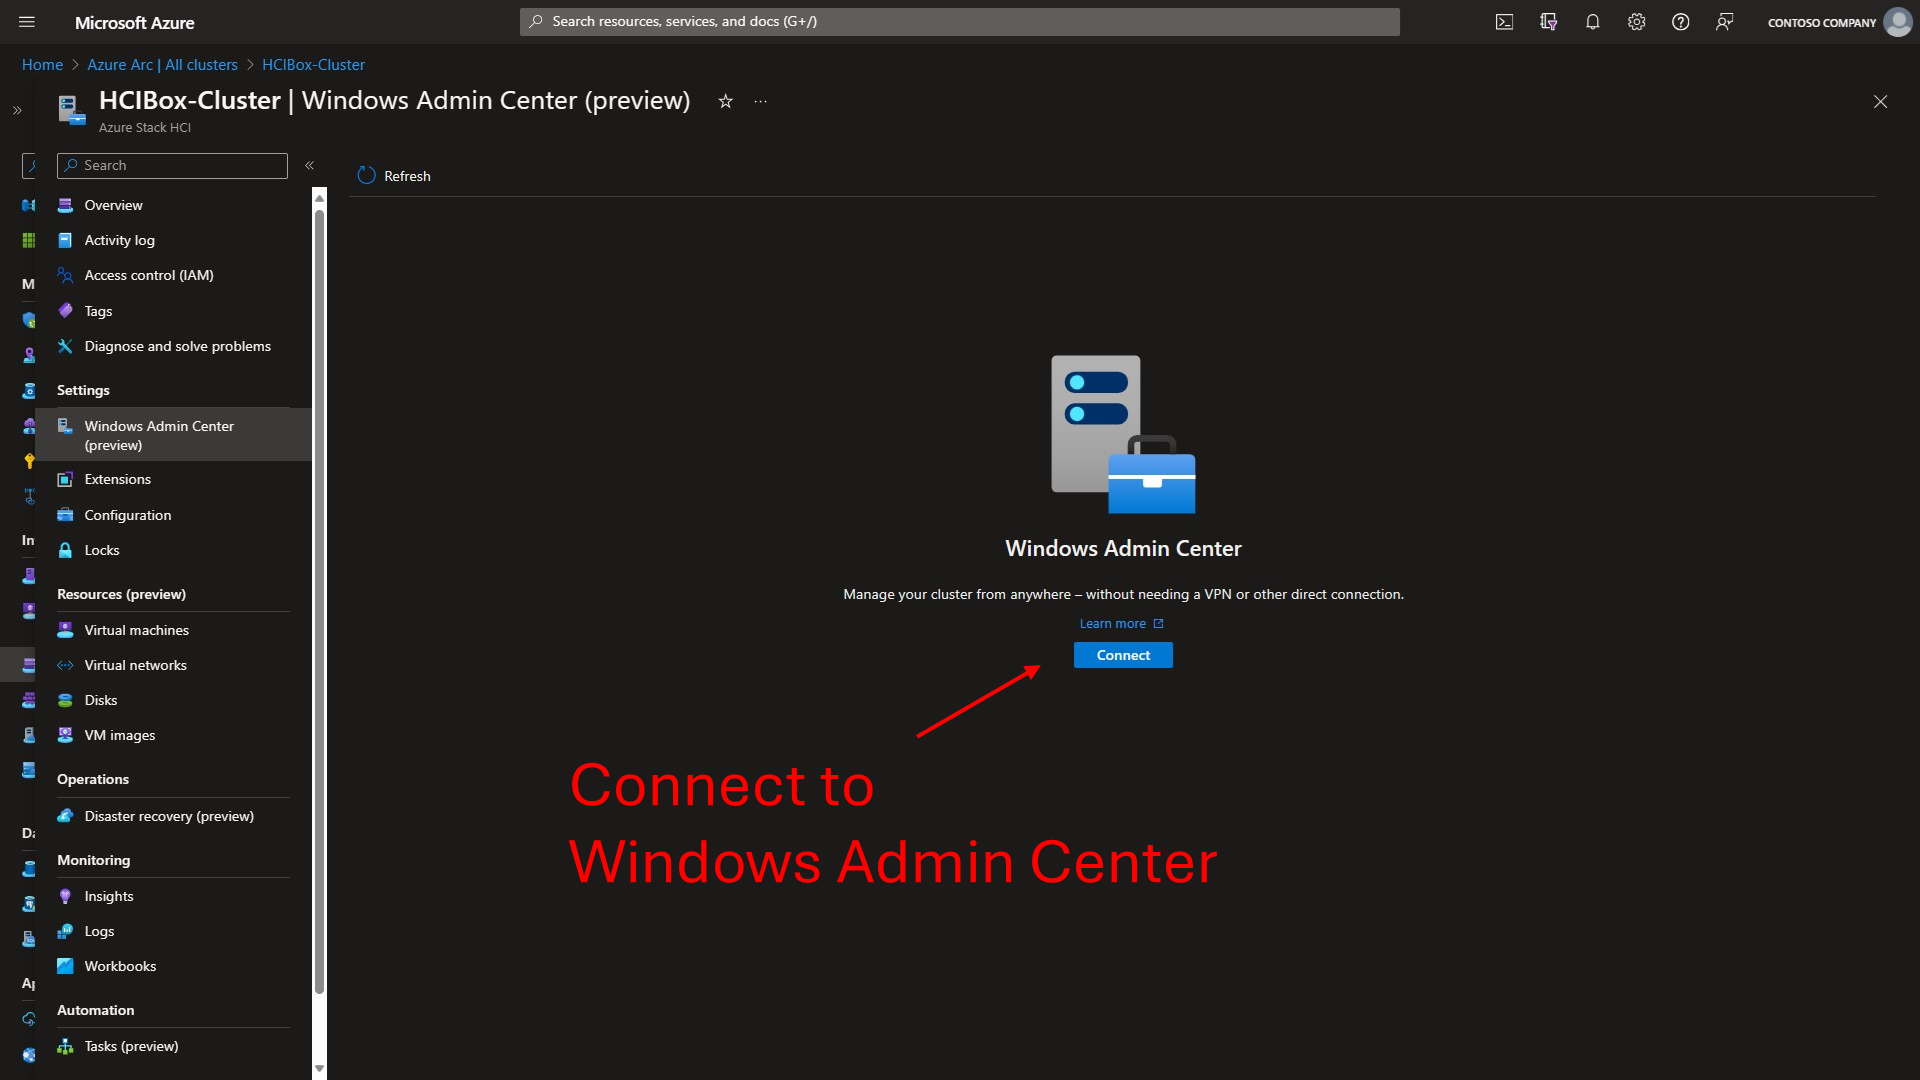 Microsoft Azure
Search resources, services, and docs (G+/)
CONTOSO COMPANY
Home > Azure Arc | All clusters > HCIBox-Cluster
HCIBox-Cluster | Windows Admin Center (preview)
Azure Stack HCI
Search
Refresh
Overview
Activity log
Access control (IAM)
Tags
Diagnose and solve problems
Settings
Windows Admin Center
(preview)
Extensions
Configuration
Locks
Resources (preview)
Virtual machines
Virtual networks
Disks
VM images
Operations
Disaster recovery (preview)
Monitoring
Insights
Logs
Workbooks
Automation
Tasks (preview)
Windows Admin Center
Manage your cluster from anywhere – without needing a VPN or other direct connection.
Learn more
Connect
Connect to
Windows Admin Center